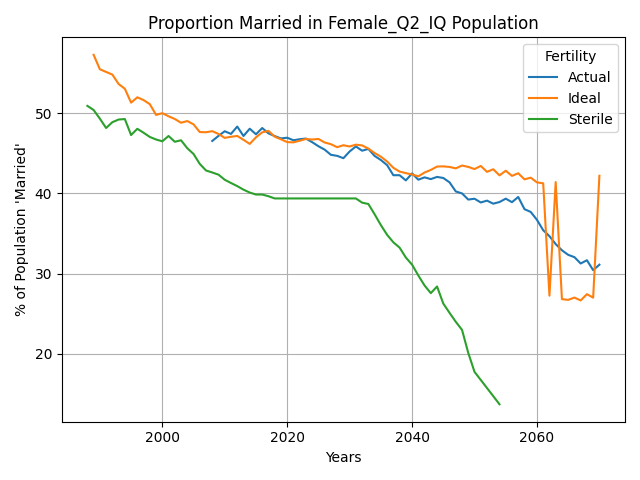 Proportion Married in Female_Q2_IQ Population
% of Population 'Married'
50
40
30
20
Fertility
Actual
Ideal
Sterile
2000
2020
2040
2060
Years